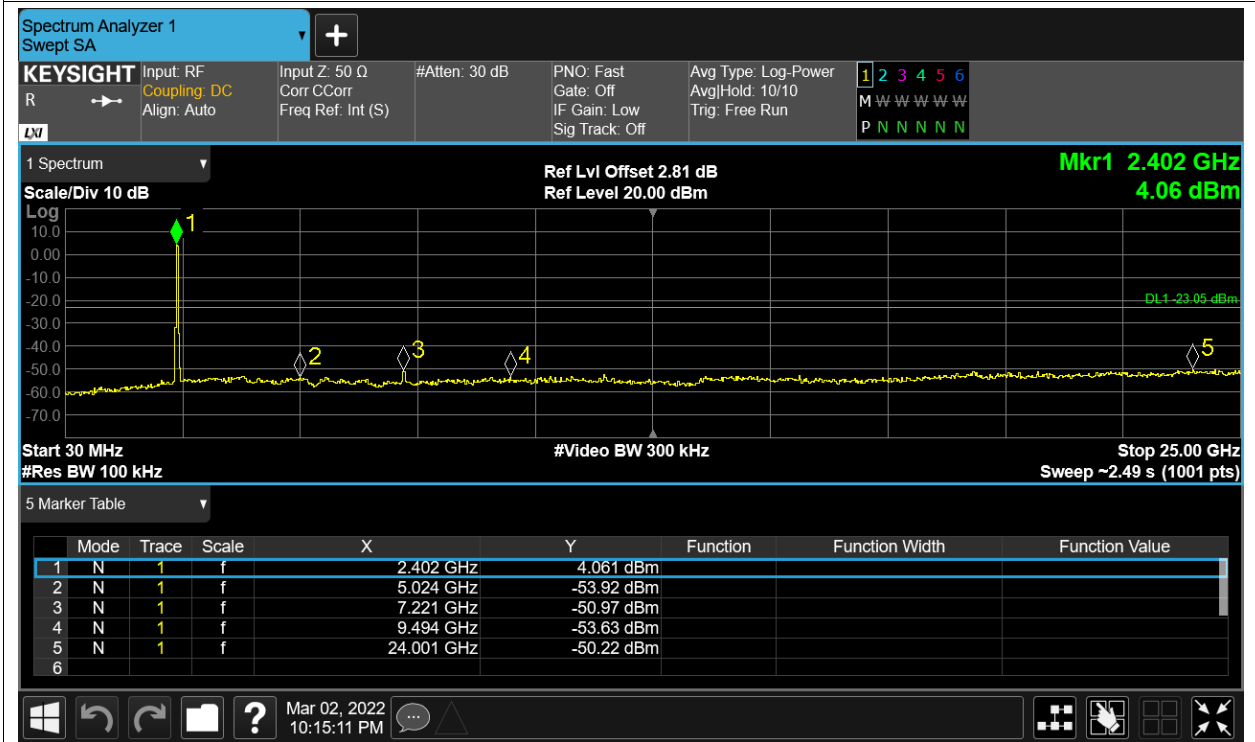 Spectrum Analyzer 1
Swept SA
KEYSIGHT
R
LXI
Input: RF
Coupling: DC
Align: Auto
Input Z: 50 Ω
Corr CCorr
Freq Ref: Int (S)
#Atten: 30 dB
PNO: Fast
Gate: Off
IF Gain: Low
Sig Track: Off
Avg Type: Log-Power
Avg|Hold: 10/10
Trig: Free Run
1 2 3 4 5 6
M W W W W W
P N N N N N
1 Spectrum
Scale/Div 10 dB
Ref Lvl Offset 2.81 dB
Ref Level 20.00 dBm
Mkr1 2.402 GHz
4.06 dBm
Log
10.0
0.00
-10.0
-20.0
-30.0
-40.0
-50.0
-60.0
-70.0
1
2
3
4
5
DL1 -23.05 dBm
Start 30 MHz
#Res BW 100 kHz
#Video BW 300 kHz
Stop 25.00 GHz
Sweep ~2.49 s (1001 pts)
5 Marker Table
Mode Trace Scale X Y Function Function Width Function Value
1 N 1 f 2.402 GHz 4.061 dBm
2 N 1 f 5.024 GHz -53.92 dBm
3 N 1 f 7.221 GHz -50.97 dBm
4 N 1 f 9.494 GHz -53.63 dBm
5 N 1 f 24.001 GHz -50.22 dBm
6
?
Mar 02, 2022
10:15:11 PM